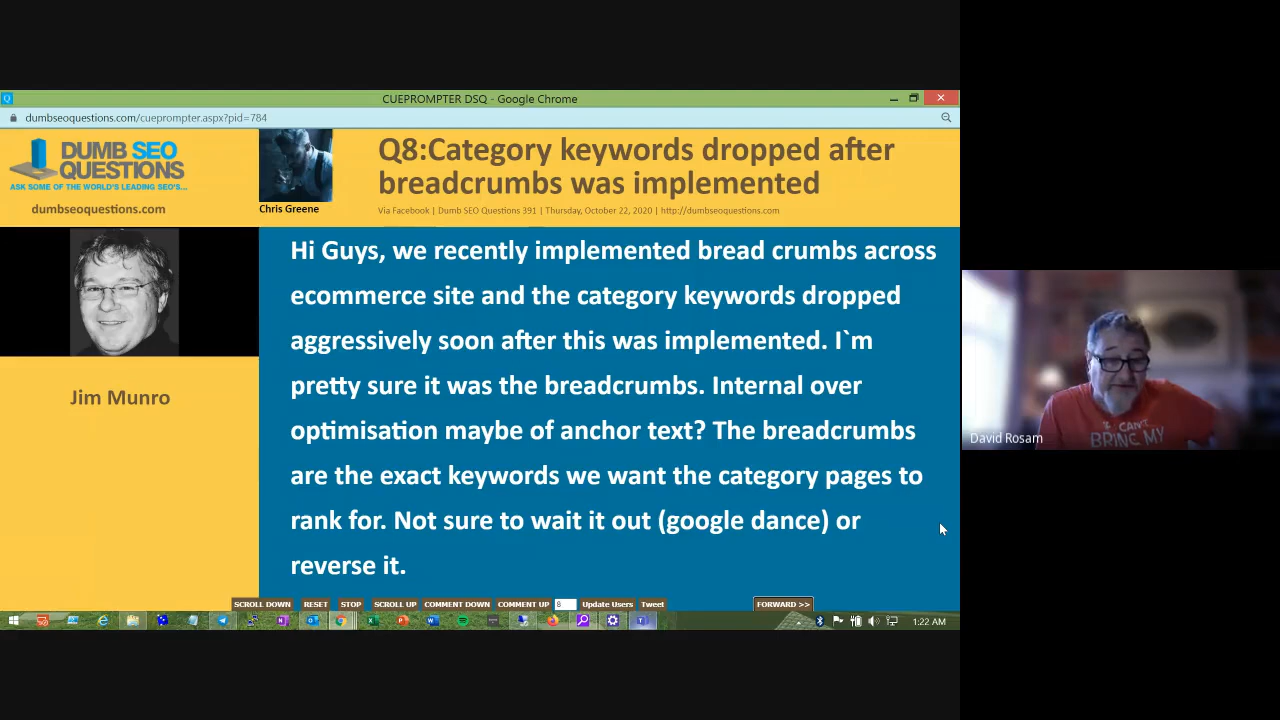 CUEPROMPTER DSQ - Google Chrome
dumbseoquestions.com/cueprompter.aspx?pid=784
DUMB SEO
QUESTIONS
ASK SOME OF THE WORLD'S LEADING SEO'S...
dumbseoquestions.com
Chris Greene
Q8:Category keywords dropped after
breadcrumbs was implemented
Via Facebook | Dumb SEO Questions 391 | Thursday, October 22, 2020 | http://dumbseoquestions.com
Jim Munro
Hi Guys, we recently implemented bread crumbs across
ecommerce site and the category keywords dropped
aggressively soon after this was implemented. I`m
pretty sure it was the breadcrumbs. Internal over
optimisation maybe of anchor text? The breadcrumbs
are the exact keywords we want the category pages to
rank for. Not sure to wait it out (google dance) or
reverse it.
SCROLL DOWN RESET STOP SCROLL UP COMMENT DOWN COMMENT UP 8 Update Users Tweet FORWARD >>
1:22 AM
CAN'T
BRING MY
David Rosam